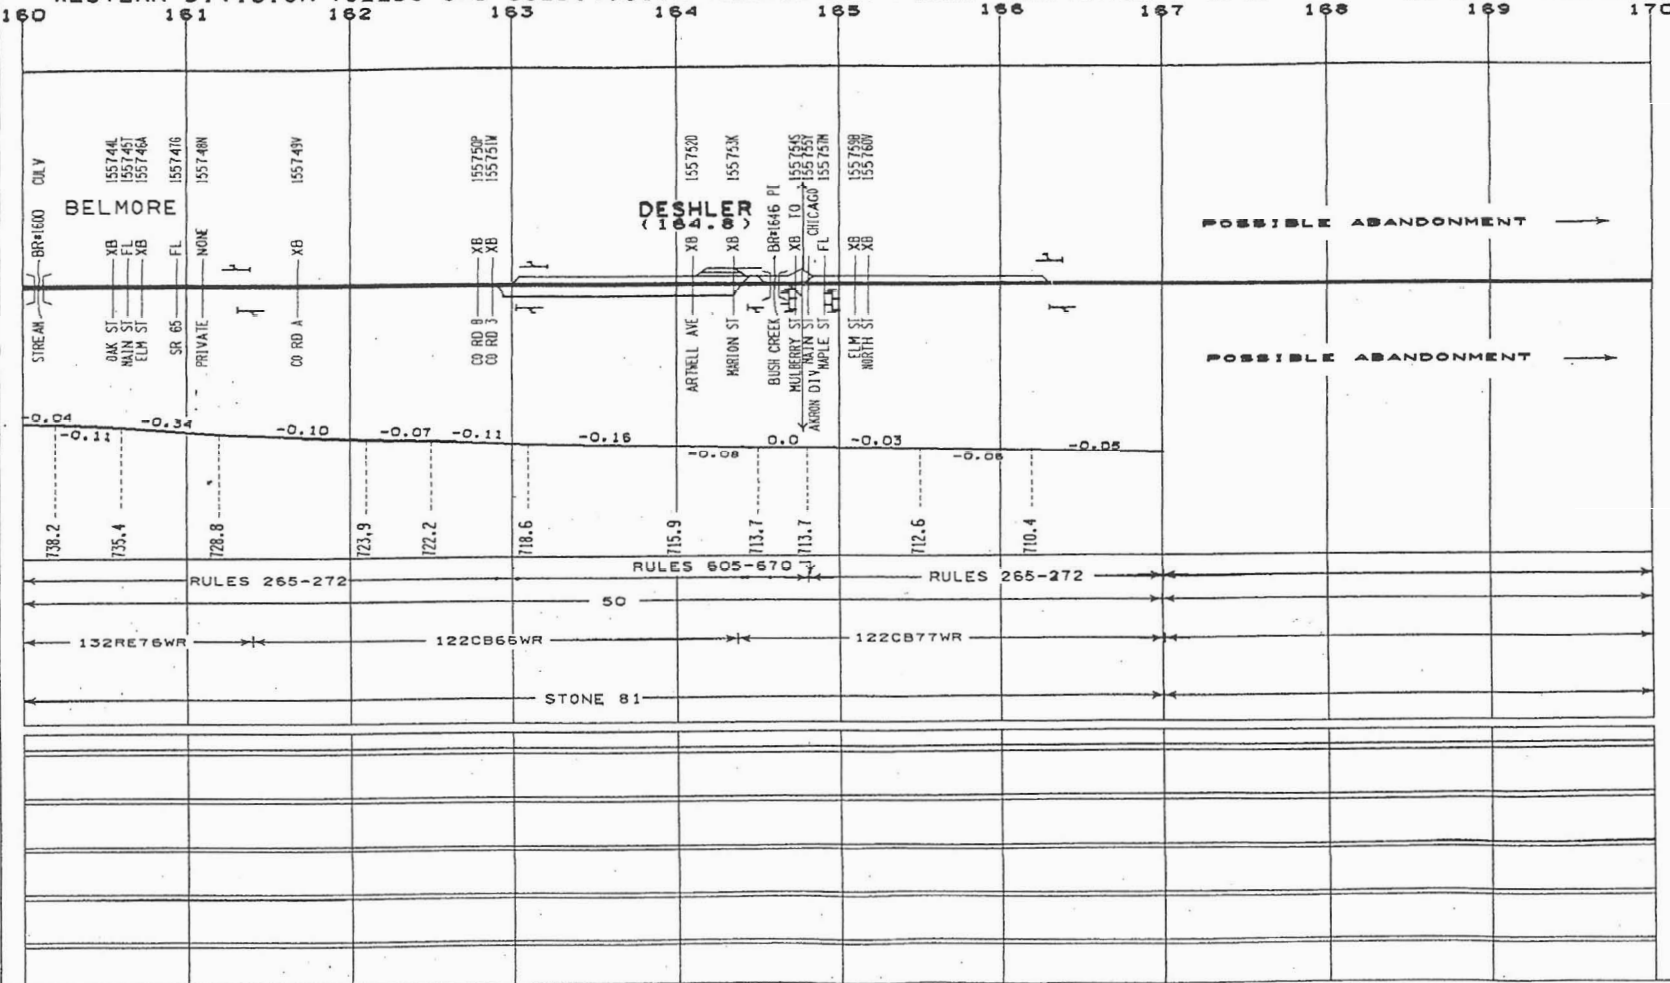 160 161 162 163 164 165 166 167 168 169 170
CULV 155744L 155745T 155746A 155747G 155748N 155749V 155750P 155751W 155752D 155753K 155754S 155755Y 155757M 155759B 155760V
BELMORE
DESHLER
(164.8)
BR#1600 XB FL XB FL NONE XB XB XB XB XB BR#1646 PI XB TO CHICAGO FL XB XB
POSSIBLE ABANDONMENT
STREAM OAK ST MAIN ST ELM ST SR 65 PRIVATE CO RD A CO RD B CO RD 3 ARTWELL AVE MARION ST BUSH CREEK MULBERRY ST AKRON DIV MAIN ST MAPLE ST ELM ST NORTH ST
POSSIBLE ABANDONMENT
-0.04 -0.11 -0.34 -0.10 -0.07 -0.11 -0.16 -0.08 0.0 -0.03 -0.06 -0.05
738.2 735.4 728.8 723.9 722.2 718.6 715.9 713.7 713.7 712.6 710.4
RULES 265-272 RULES 605-670 RULES 265-272
50
132RE76WR 122CB66WR 122CB77WR
STONE 81